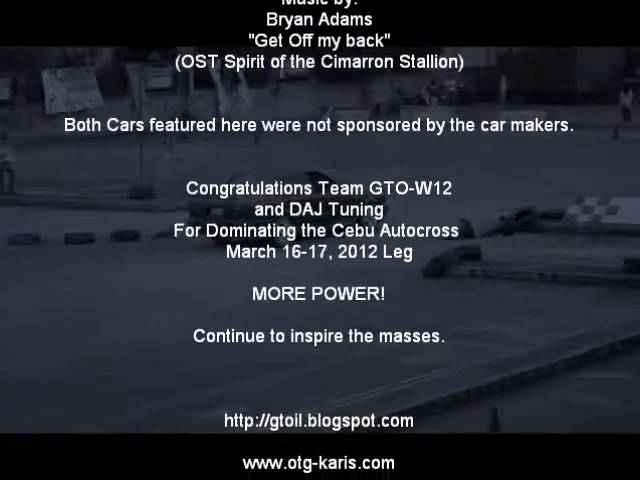 Music by:
Bryan Adams
"Get Off my back"
(OST Spirit of the Cimarron Stallion)
Both Cars featured here were not sponsored by the car makers.
Congratulations Team GTO-W12
and DAJ Tuning
For Dominating the Cebu Autocross
March 16-17, 2012 Leg
MORE POWER!
Continue to inspire the masses.
http://gtoil.blogspot.com
www.otg-karis.com